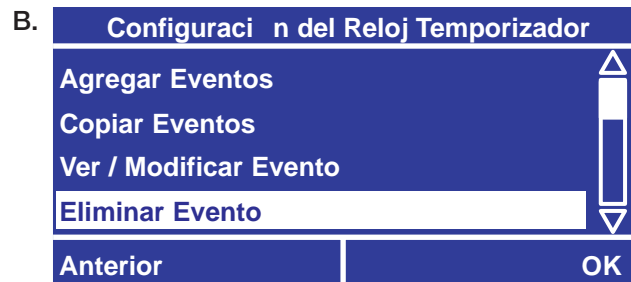 B.
Configuraci n del Reloj Temporizador
Agregar Eventos
Copiar Eventos
Ver / Modificar Evento
Eliminar Evento
Anterior OK